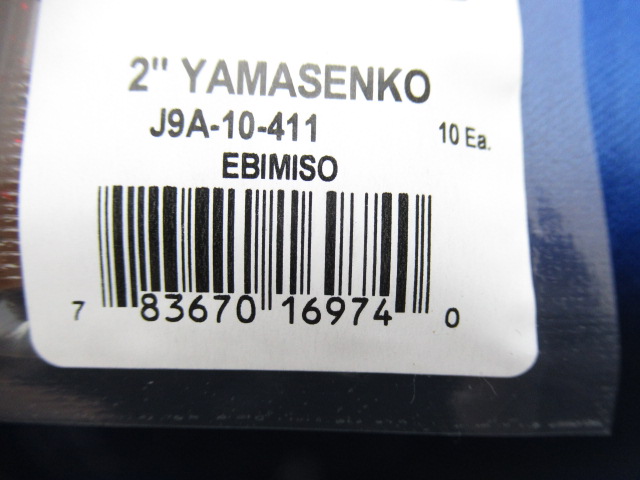 2" YAMASENKO
J9A-10-411 10 Ea.
EBIMISO
7 83670 16974 0